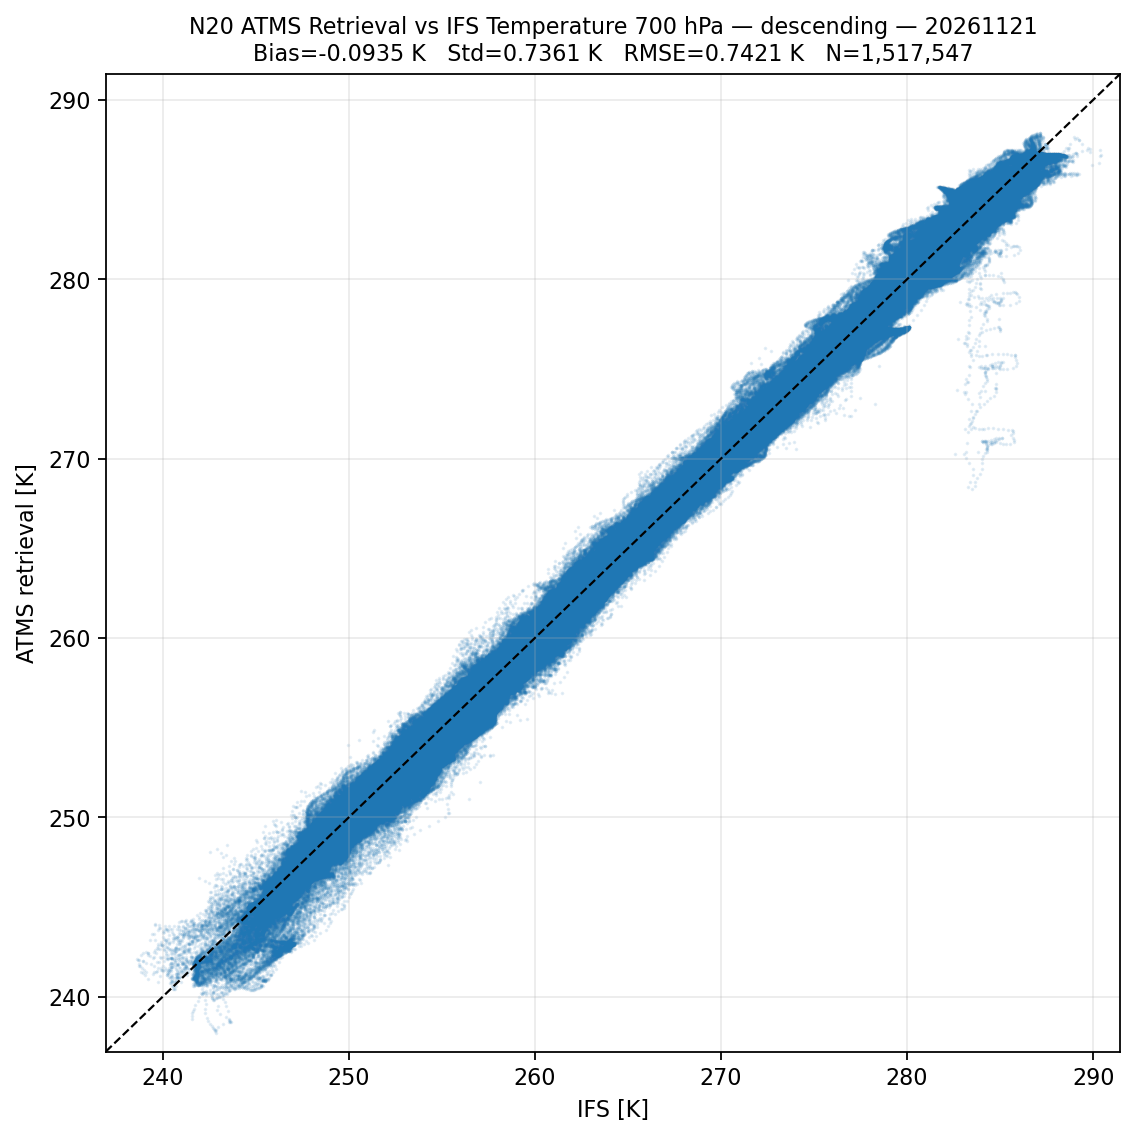 N20 ATMS Retrieval vs IFS Temperature 700 hPa — descending — 20261121
Bias=-0.0935 K   Std=0.7361 K   RMSE=0.7421 K   N=1,517,547
290
280
270
260
250
240
ATMS retrieval [K]
240 250 260 270 280 290
IFS [K]